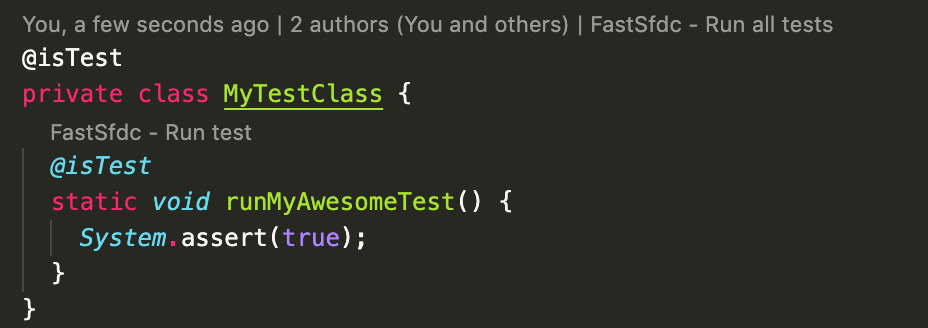 You, a few seconds ago | 2 authors (You and others) | FastSfdc - Run all tests
@isTest
private class MyTestClass {
FastSfdc - Run test
@isTest
static void runMyAwesomeTest() {
System.assert(true);
}
}